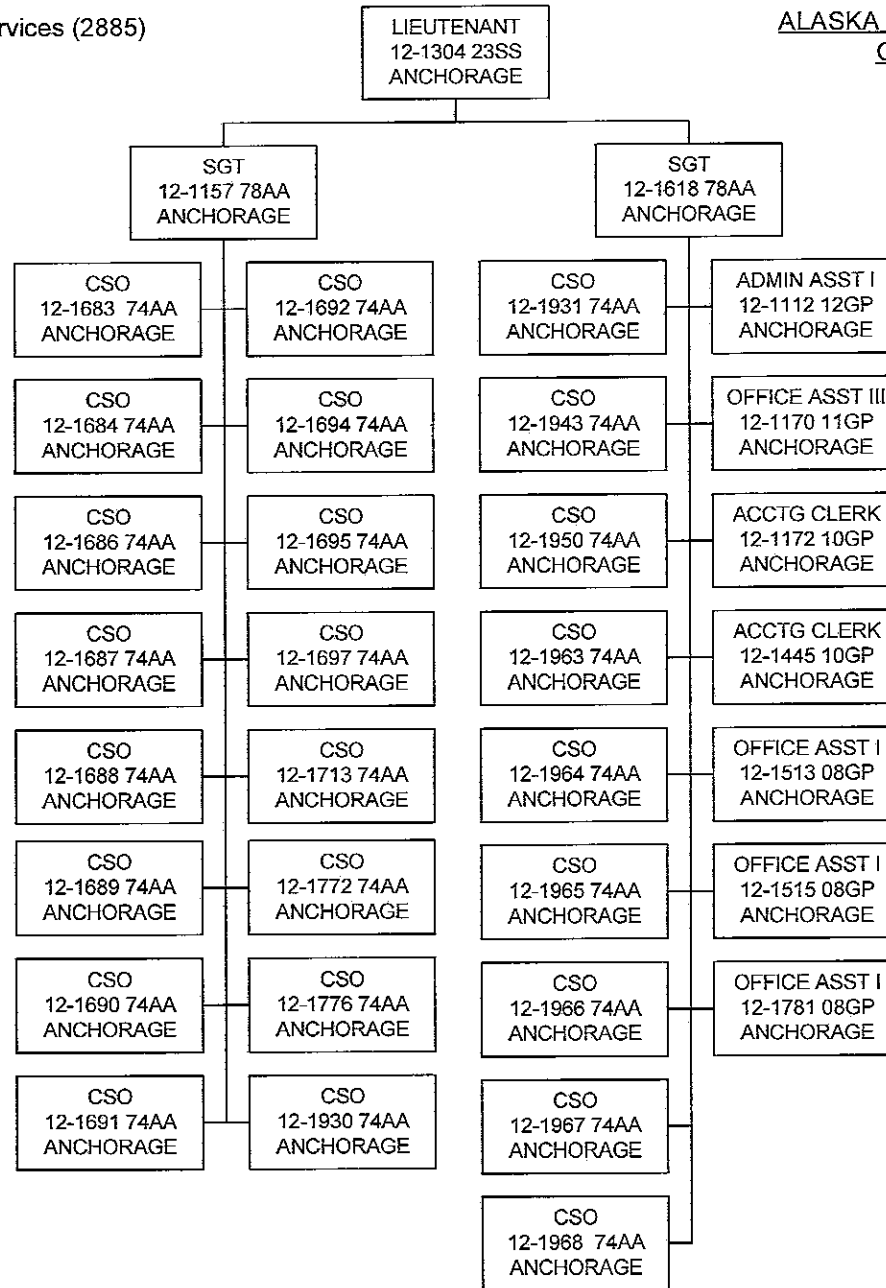 rvices (2885)
ALASKA
LIEUTENANT
12-1304 23SS
ANCHORAGE
SGT
12-1157 78AA
ANCHORAGE
SGT
12-1618 78AA
ANCHORAGE
CSO
12-1683 74AA
ANCHORAGE
CSO
12-1692 74AA
ANCHORAGE
CSO
12-1684 74AA
ANCHORAGE
CSO
12-1694 74AA
ANCHORAGE
CSO
12-1686 74AA
ANCHORAGE
CSO
12-1695 74AA
ANCHORAGE
CSO
12-1687 74AA
ANCHORAGE
CSO
12-1697 74AA
ANCHORAGE
CSO
12-1688 74AA
ANCHORAGE
CSO
12-1713 74AA
ANCHORAGE
CSO
12-1689 74AA
ANCHORAGE
CSO
12-1772 74AA
ANCHORAGE
CSO
12-1690 74AA
ANCHORAGE
CSO
12-1776 74AA
ANCHORAGE
CSO
12-1691 74AA
ANCHORAGE
CSO
12-1930 74AA
ANCHORAGE
CSO
12-1931 74AA
ANCHORAGE
ADMIN ASST I
12-1112 12GP
ANCHORAGE
CSO
12-1943 74AA
ANCHORAGE
OFFICE ASST III
12-1170 11GP
ANCHORAGE
CSO
12-1950 74AA
ANCHORAGE
ACCTG CLERK
12-1172 10GP
ANCHORAGE
CSO
12-1963 74AA
ANCHORAGE
ACCTG CLERK
12-1445 10GP
ANCHORAGE
CSO
12-1964 74AA
ANCHORAGE
OFFICE ASST I
12-1513 08GP
ANCHORAGE
CSO
12-1965 74AA
ANCHORAGE
OFFICE ASST I
12-1515 08GP
ANCHORAGE
CSO
12-1966 74AA
ANCHORAGE
OFFICE ASST I
12-1781 08GP
ANCHORAGE
CSO
12-1967 74AA
ANCHORAGE
CSO
12-1968 74AA
ANCHORAGE